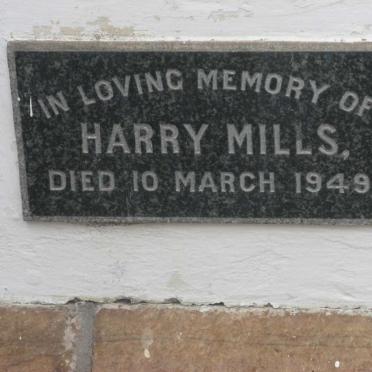 IN LOVING MEMORY OF
HARRY MILLS,
DIED 10 MARCH 1949